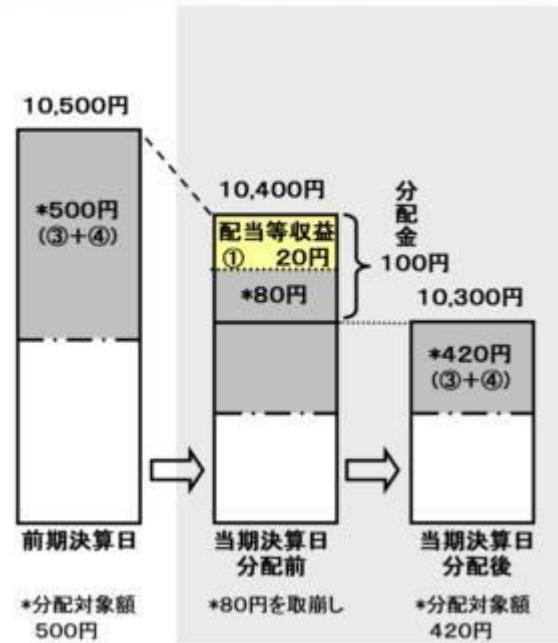 10,500円
*500円
(③+④)
前期決算日
*分配対象額
500円
10,400円
配当等収益
① 20円
*80円
分配金
100円
当期決算日
分配前
*80円を取崩し
10,300円
*420円
(③+④)
当期決算日
分配後
*分配対象額
420円